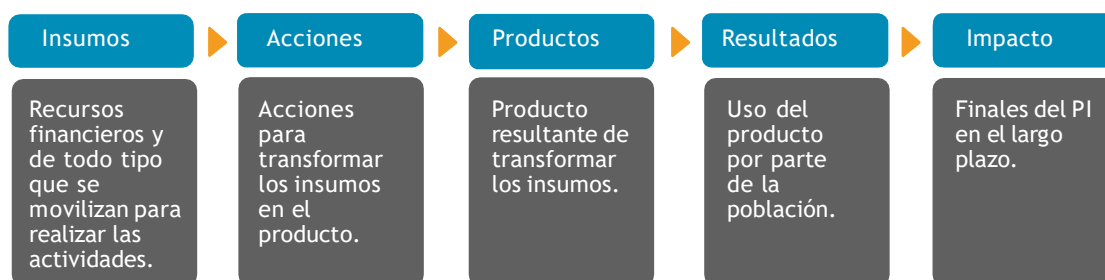 Insumos
Acciones
Productos
Resultados
Impacto
Recursos
financieros y
de todo tipo
que se
movilizan para
realizar las
actividades.
Acciones
para
transformar
los insumos
en el
producto.
Producto
resultante de
transformar
los insumos.
Uso del
producto
por parte
de la
población.
Finales del PI
en el largo
plazo.